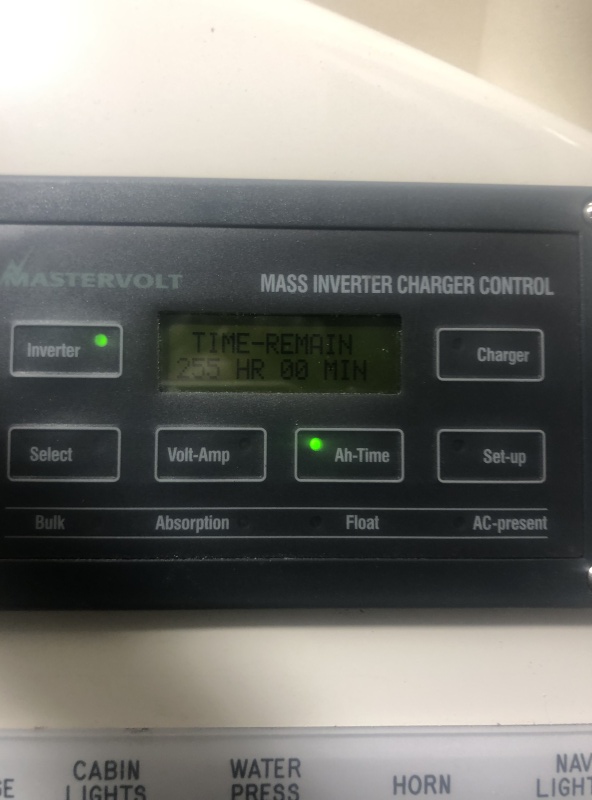 MASTERVOLT
MASS INVERTER CHARGER CONTROL
Inverter
TIME-REMAIN
255 HR 00 MIN
Charger
Select
Volt-Amp
Ah-Time
Set-up
Bulk Absorption Float AC-present
CABIN LIGHTS
WATER PRESS
HORN
NAV